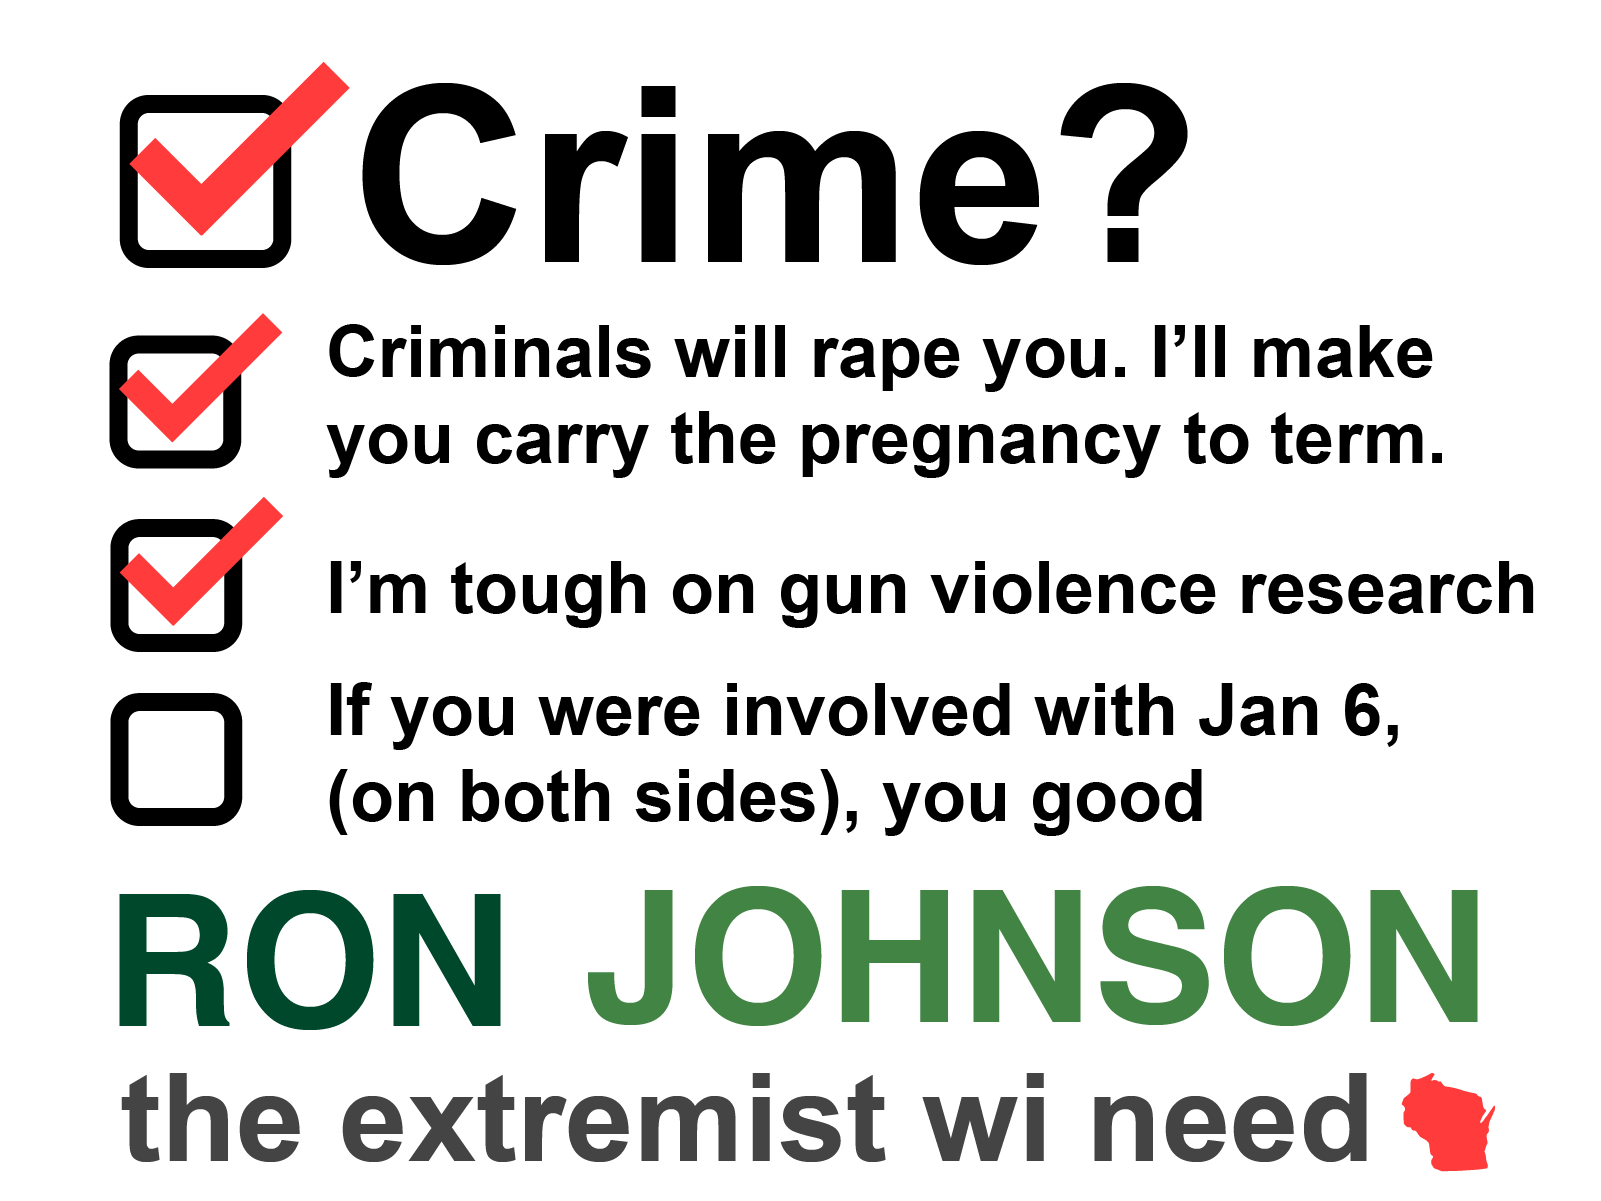 Crime?
Criminals will rape you. I’ll make
you carry the pregnancy to term.
I’m tough on gun violence research
If you were involved with Jan 6,
(on both sides), you good
RON JOHNSON
the extremist wi need